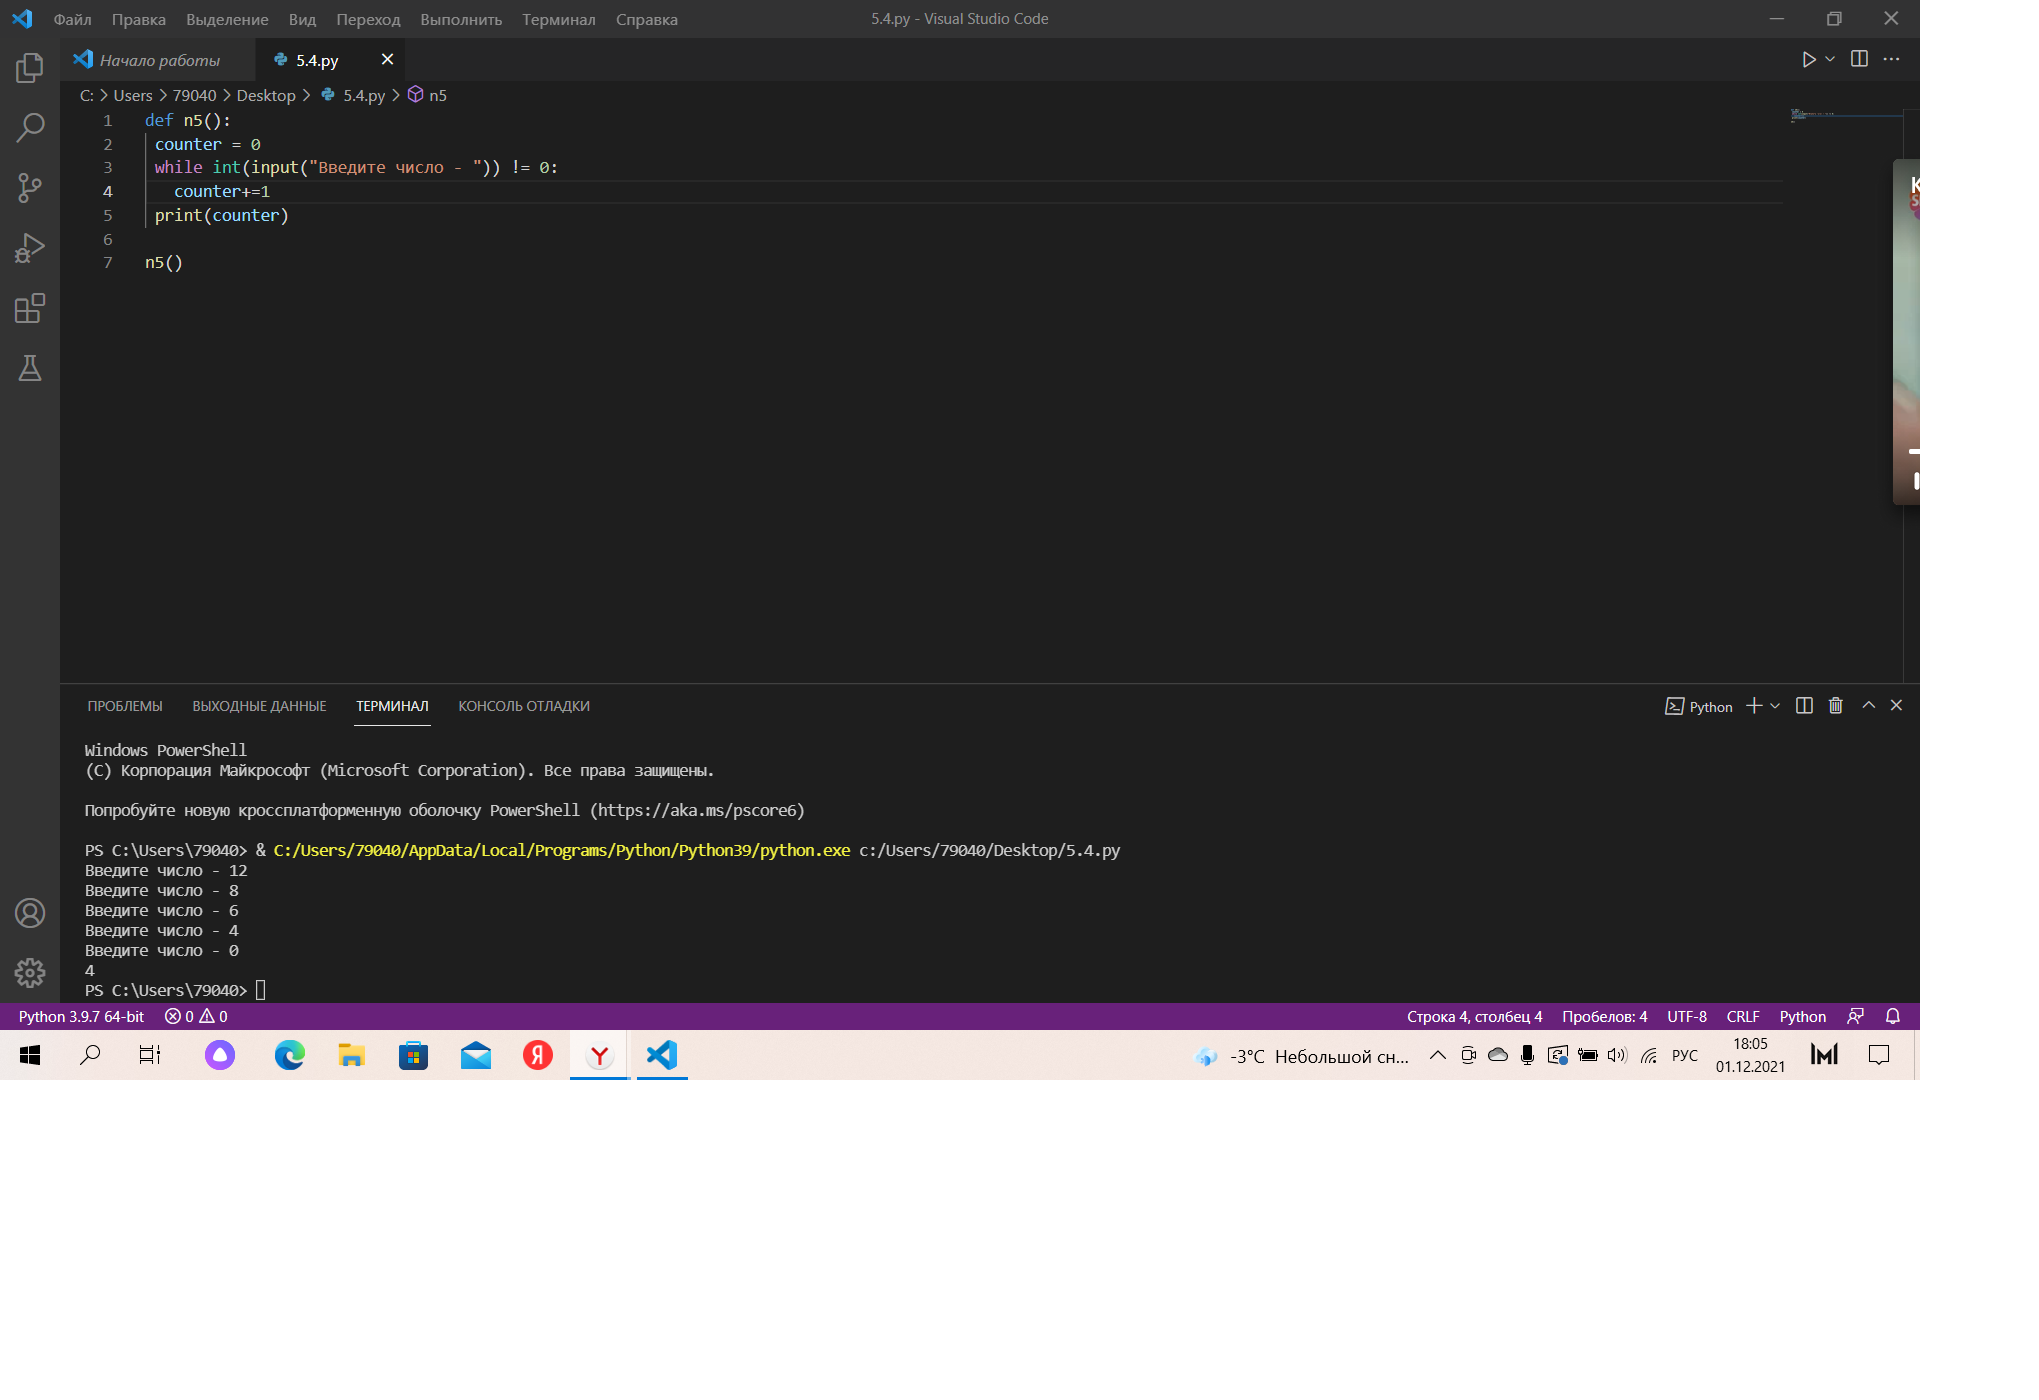 Файл Правка Выделение Вид Переход Выполнить Терминал Справка 5.4.py - Visual Studio Code
Начало работы 5.4.py
C: > Users > 79040 > Desktop > 5.4.py > n5
1 def n5():
2 counter = 0
3 while int(input("Введите число - ")) != 0:
4 counter+=1
5 print(counter)
6
7 n5()
ПРОБЛЕМЫ ВЫХОДНЫЕ ДАННЫЕ ТЕРМИНАЛ КОНСОЛЬ ОТЛАДКИ Python
Windows PowerShell
(C) Корпорация Майкрософт (Microsoft Corporation). Все права защищены.
Попробуйте новую кроссплатформенную оболочку PowerShell (https://aka.ms/pscore6)
PS C:\Users\79040> & C:/Users/79040/AppData/Local/Programs/Python/Python39/python.exe c:/Users/79040/Desktop/5.4.py
Введите число - 12
Введите число - 8
Введите число - 6
Введите число - 4
Введите число - 0
4
PS C:\Users\79040>
Python 3.9.7 64-bit 0 0 Строка 4, столбец 4 Пробелов: 4 UTF-8 CRLF Python
-3°C Небольшой сн... РУС 18:05
01.12.2021